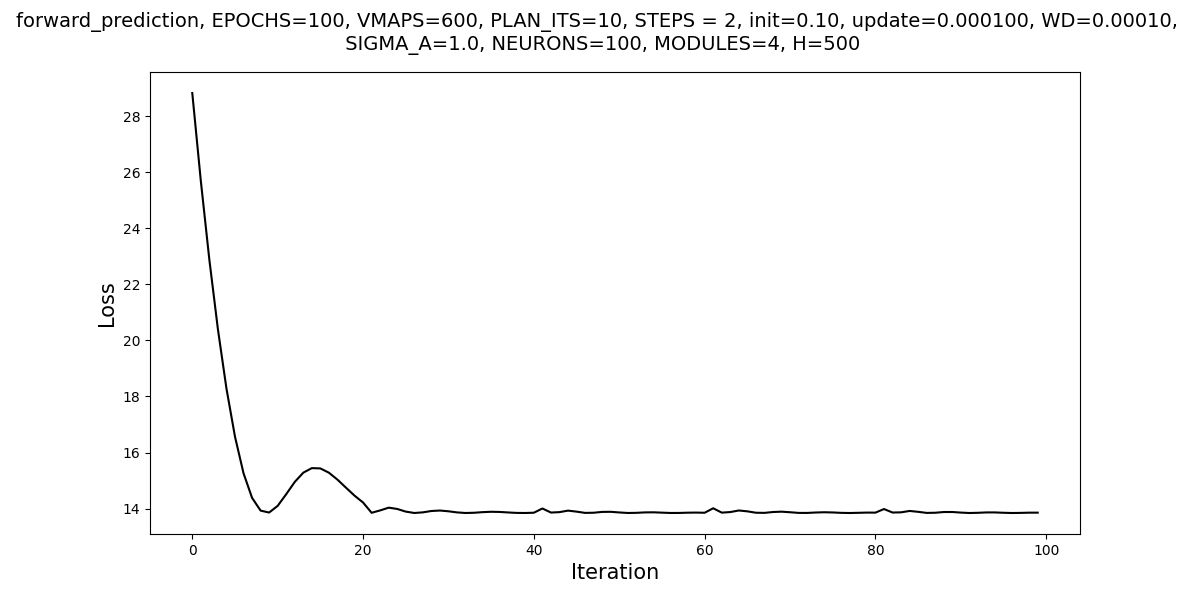 forward_prediction, EPOCHS=100, VMAPS=600, PLAN_ITS=10, STEPS = 2, init=0.10, update=0.000100, WD=0.00010,
SIGMA_A=1.0, NEURONS=100, MODULES=4, H=500
28
26
24
22
20
18
16
14
Loss
0 20 40 60 80 100
Iteration